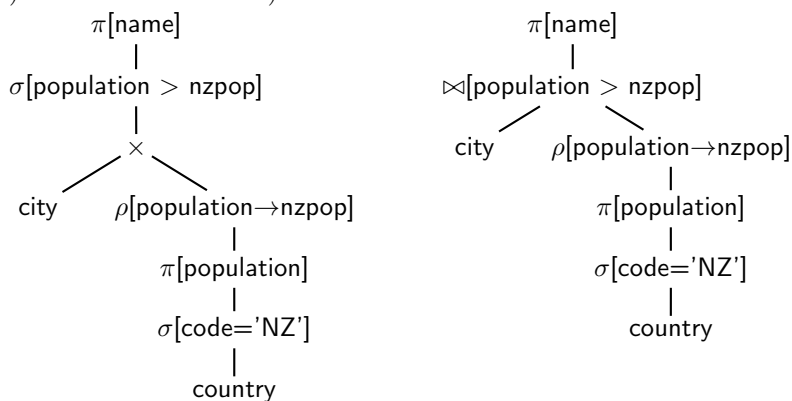 π[name]
σ[population > nzpop]
×
city
ρ[population→nzpop]
π[population]
σ[code='NZ']
country
π[name]
⋈[population > nzpop]
city
ρ[population→nzpop]
π[population]
σ[code='NZ']
country